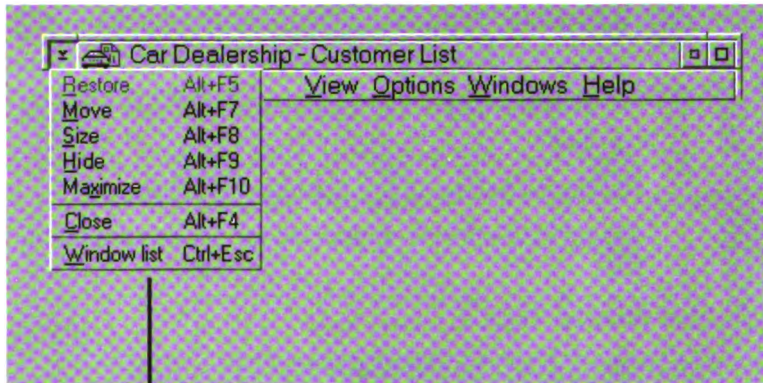 Car Dealership - Customer List
View Options Windows Help
Restore Alt+F5
Move Alt+F7
Size Alt+F8
Hide Alt+F9
Maximize Alt+F10
Close Alt+F4
Window list Ctrl+Esc